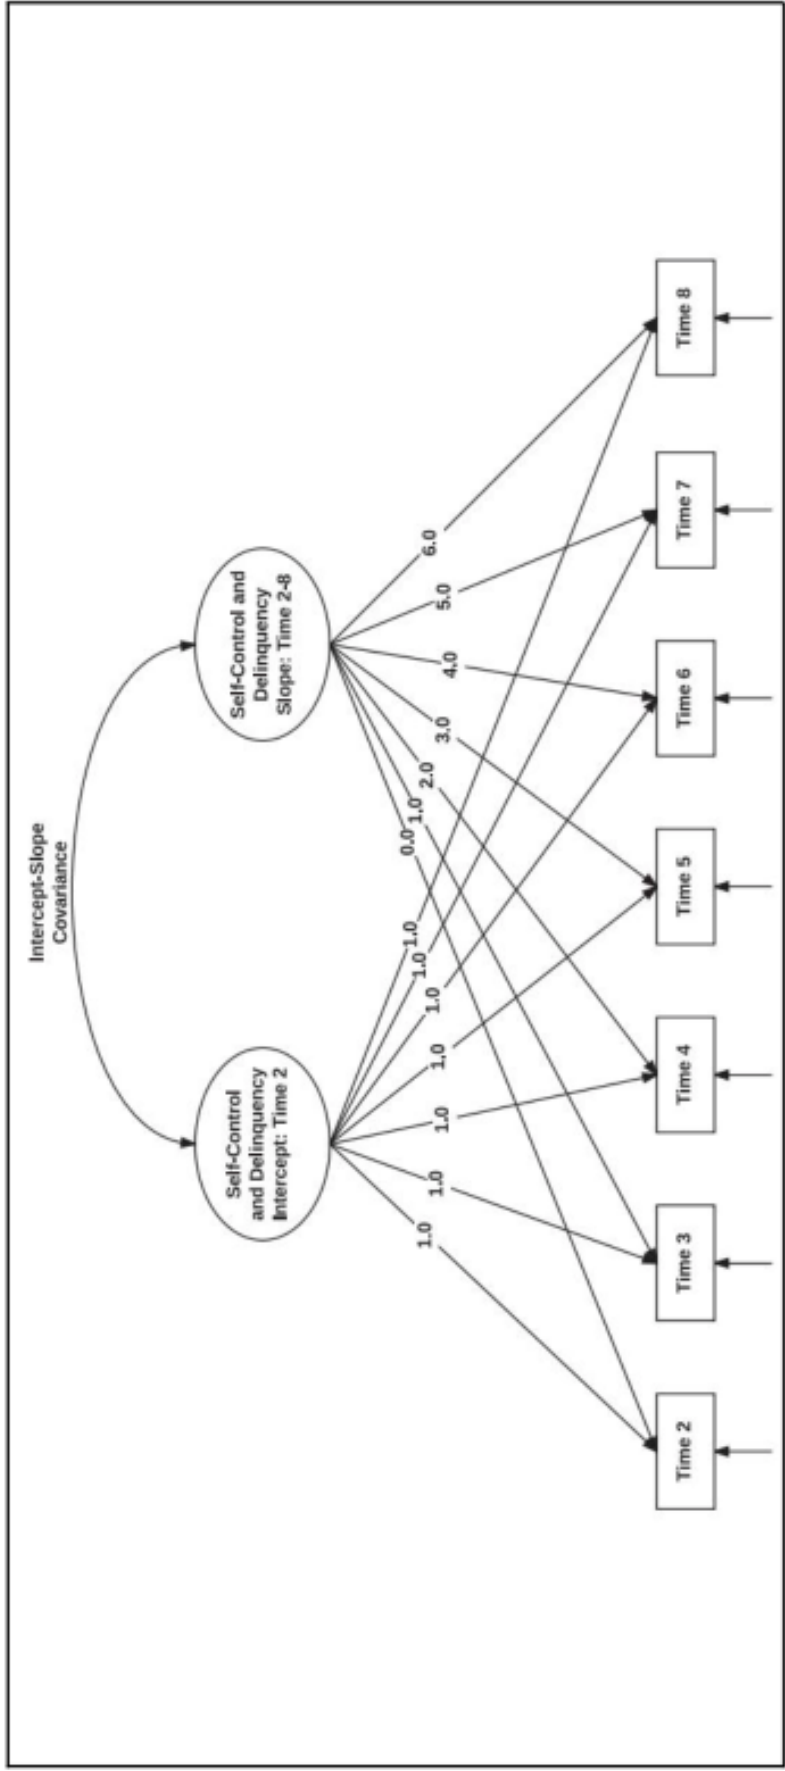 Intercept-Slope
Covariance
Self-Control
and Delinquency
Intercept: Time 2
Self-Control and
Delinquency
Slope: Time 2-8
1.0
1.0
1.0
1.0
1.0
1.0
1.0
0.0
1.0
2.0
3.0
4.0
5.0
6.0
Time 2
Time 3
Time 4
Time 5
Time 6
Time 7
Time 8